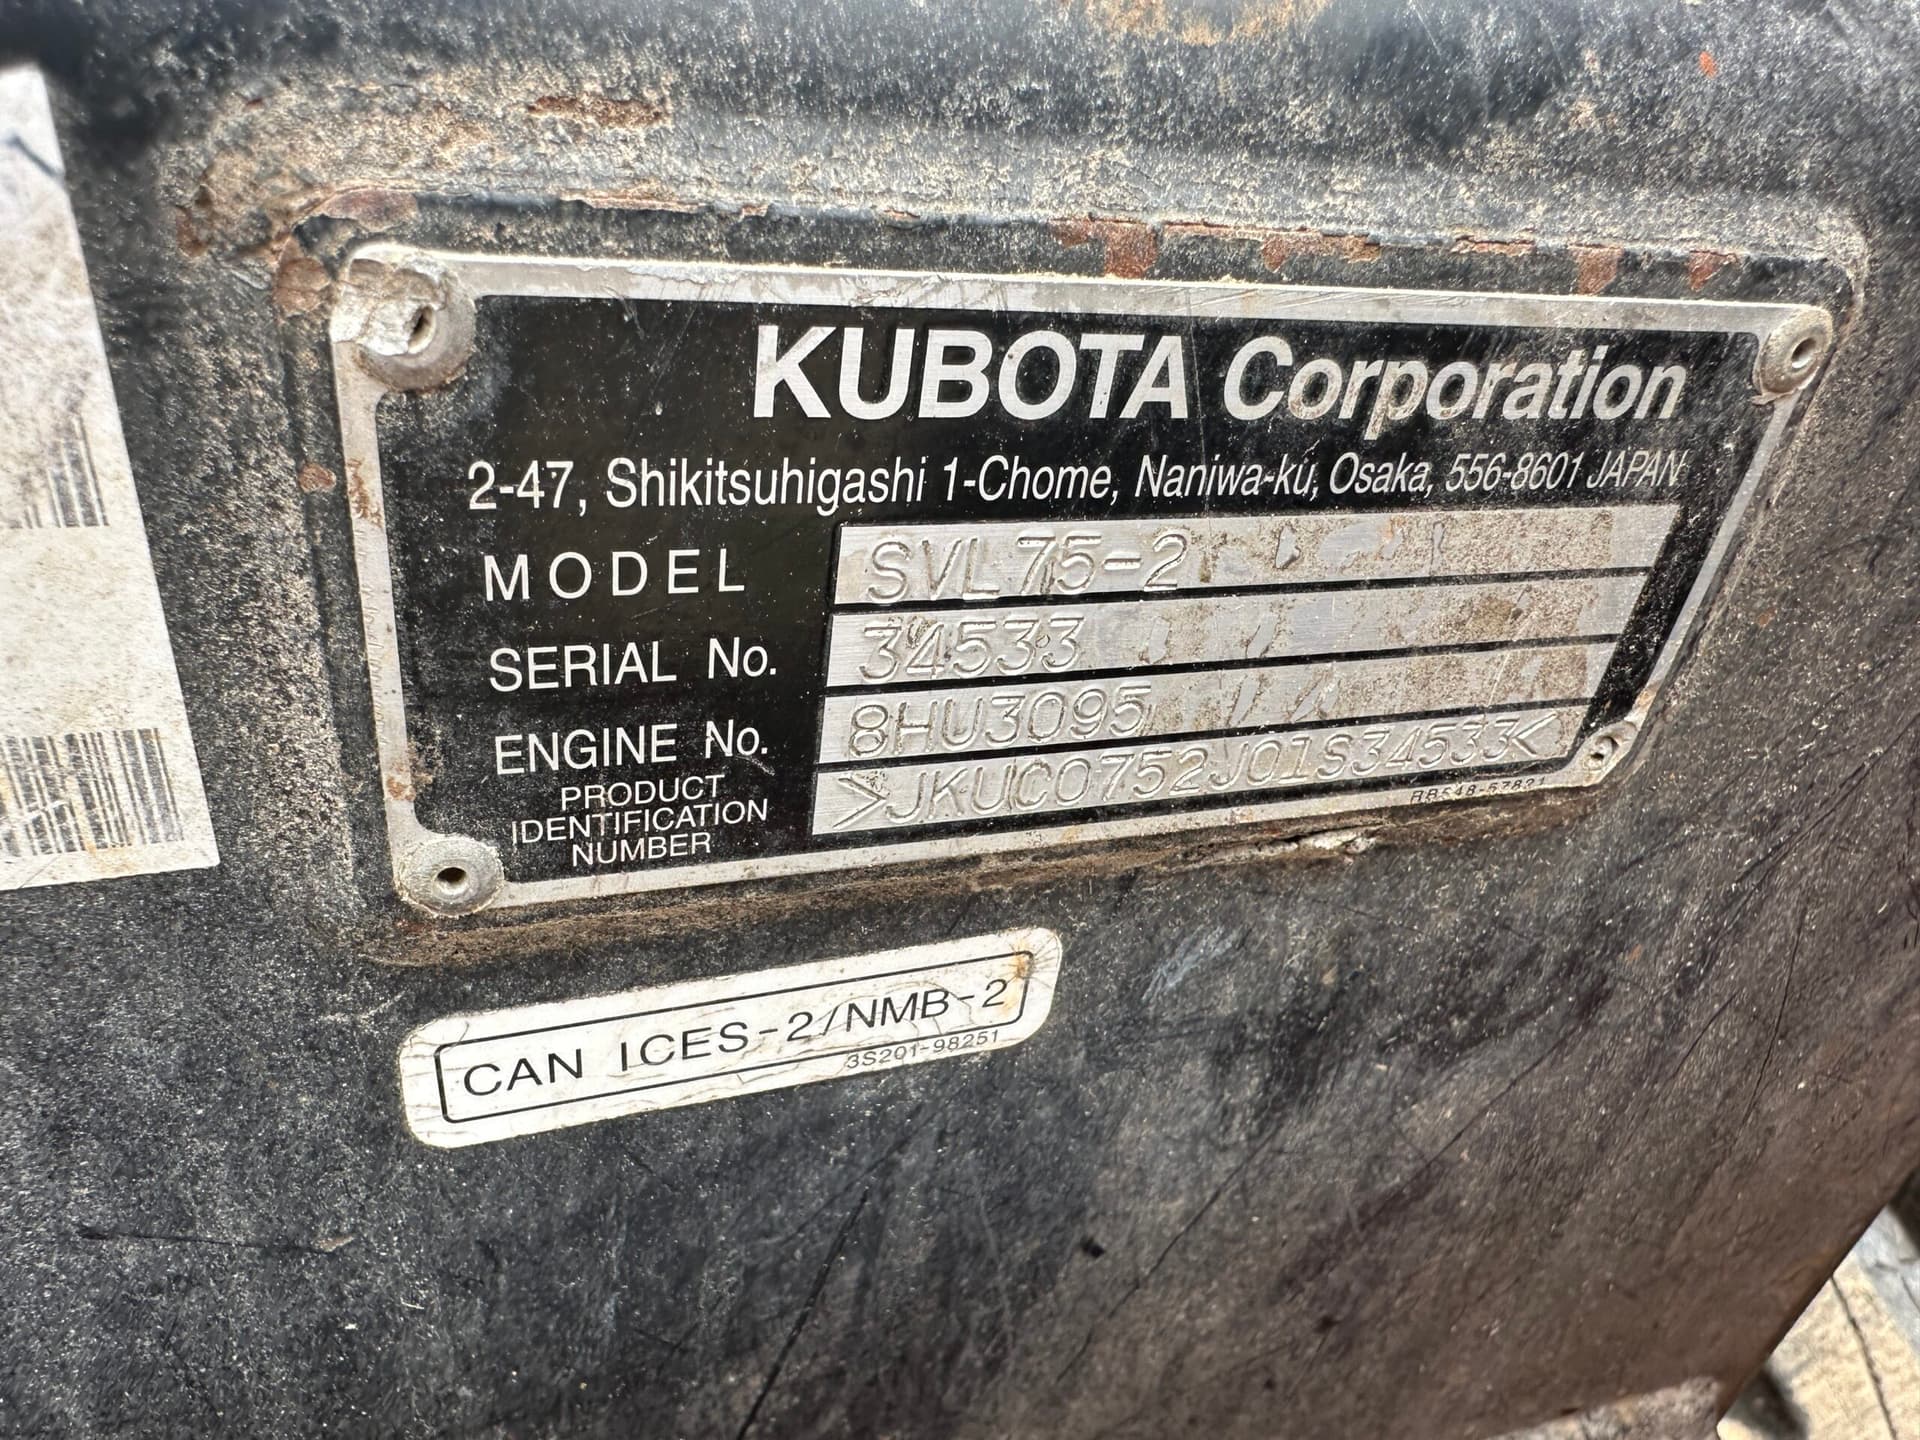 KUBOTA Corporation
2-47, Shikitsuhigashi 1-Chome, Naniwa-ku, Osaka, 556-8601 JAPAN
MODEL SVL75-2
SERIAL No. 34533
ENGINE No. 8HU3095
PRODUCT IDENTIFICATION NUMBER >JKUC0752J01S34533<
CAN ICES-2/NMB-2
3S201-98251